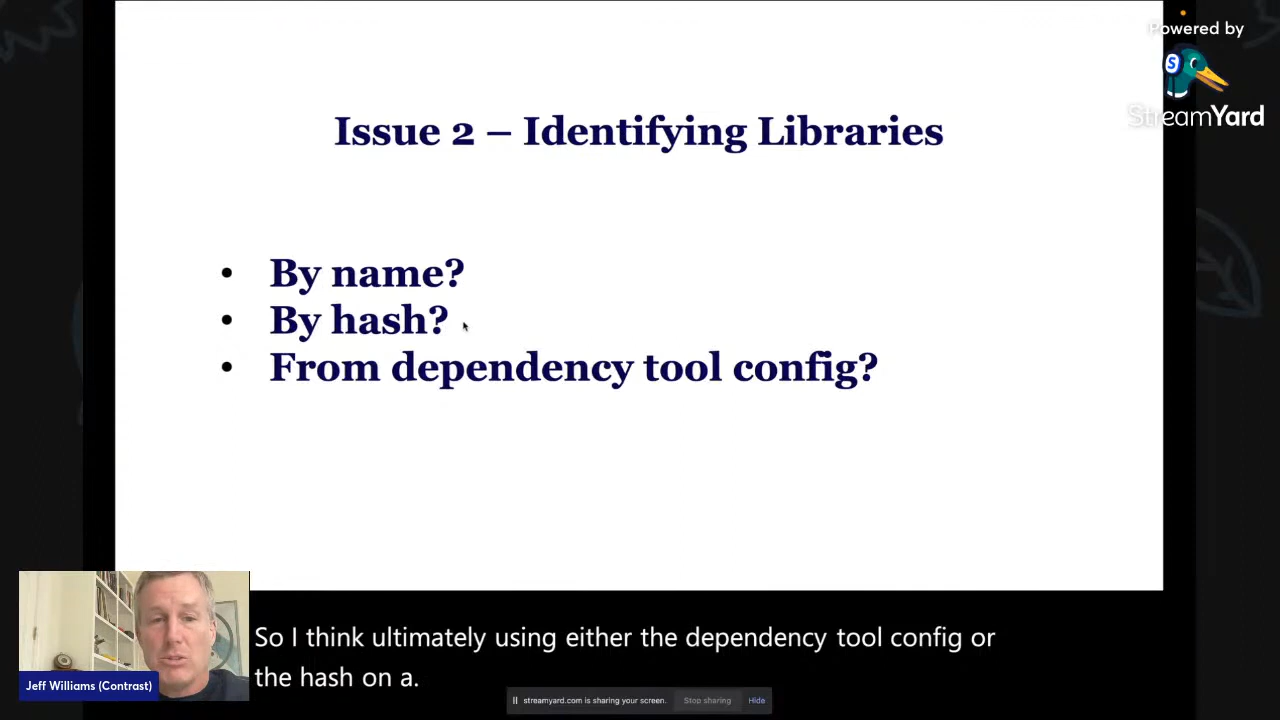 Powered by
S
StreamYard
Issue 2 – Identifying Libraries
• By name?
• By hash?
• From dependency tool config?
So I think ultimately using either the dependency tool config or
the hash on a.
Jeff Williams (Contrast)
streamyard.com is sharing your screen. Stop sharing Hide